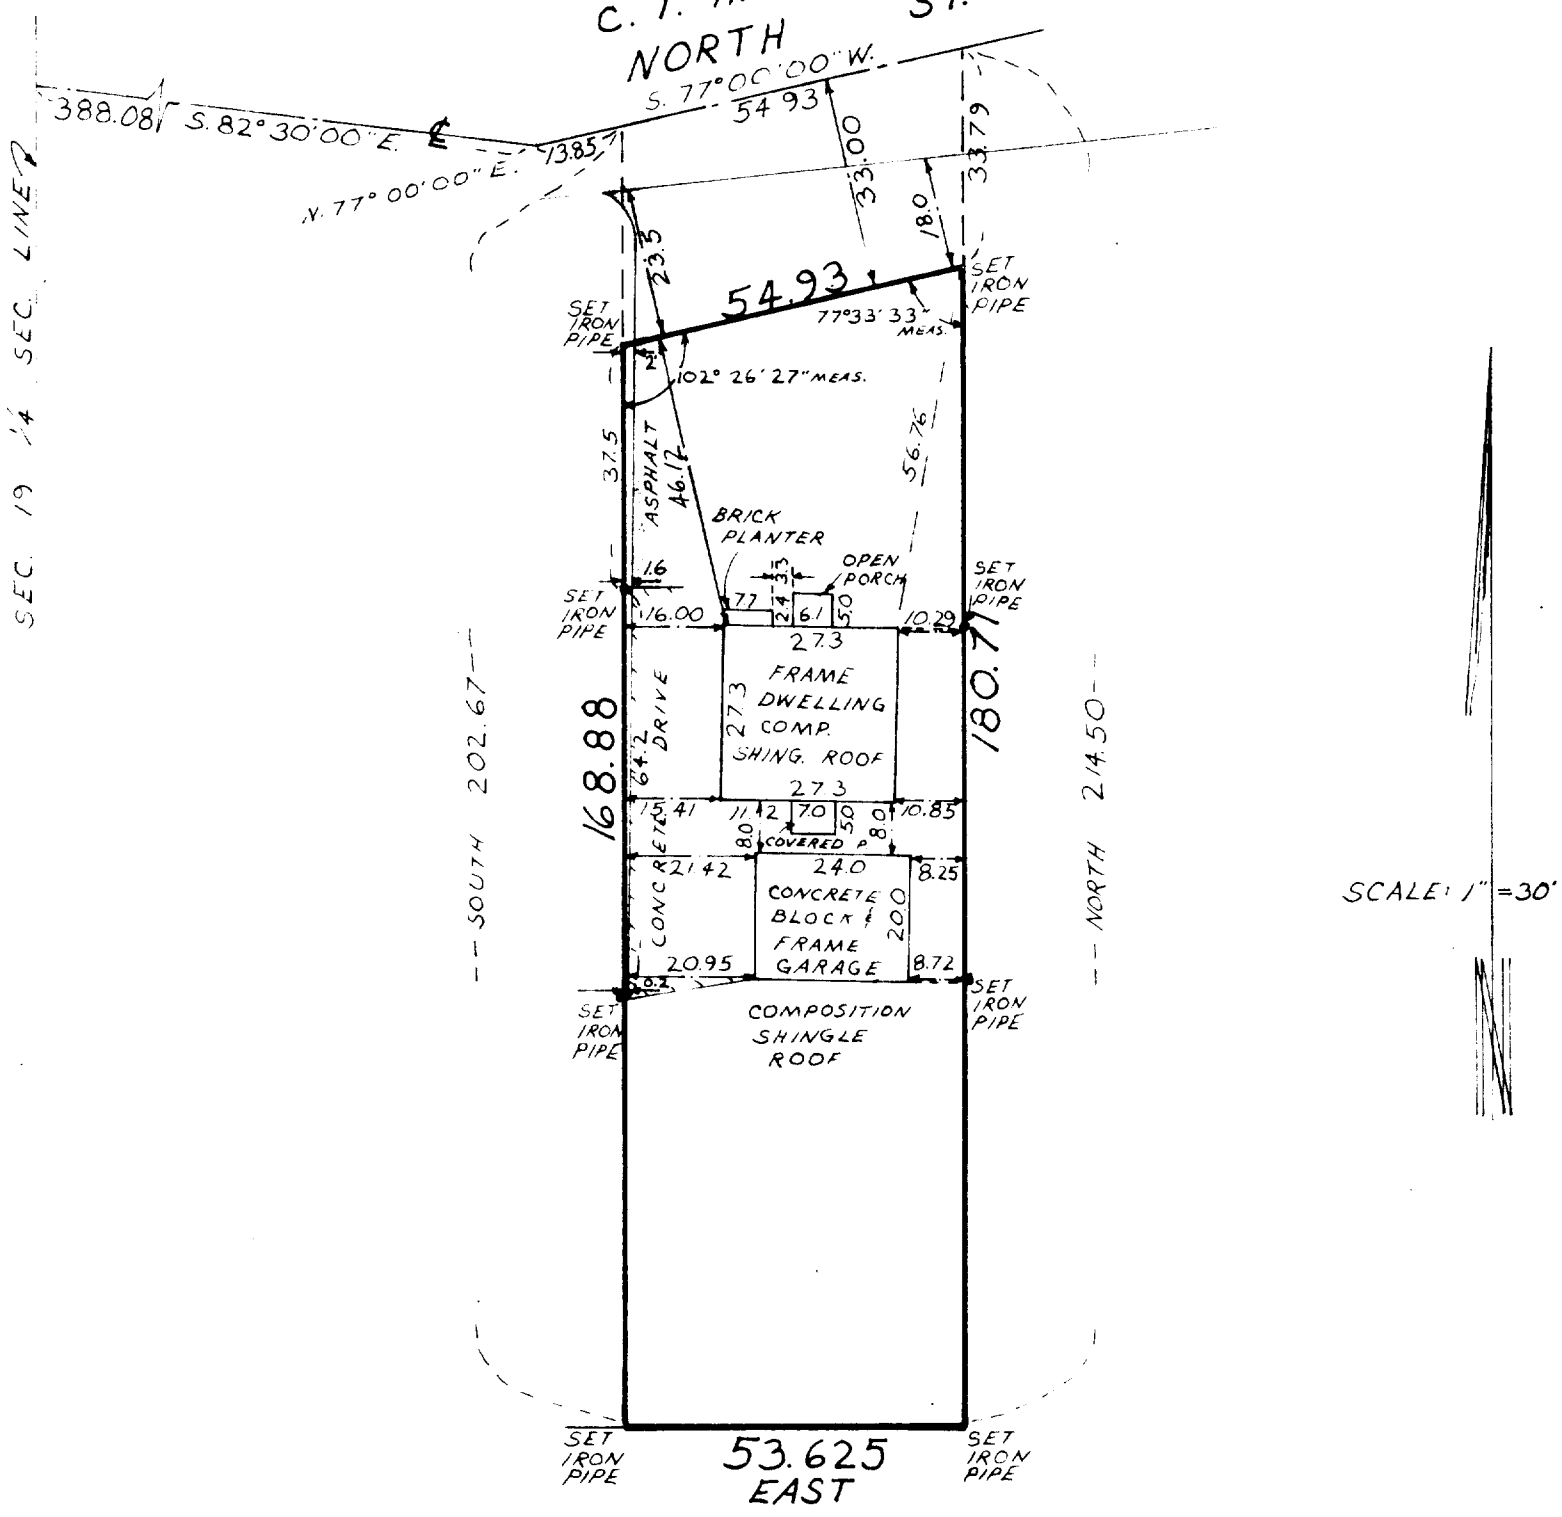 C. T.
ST.
NORTH
S. 77° 00' 00" W.
54.93
388.08
S. 82° 30' 00" E.
℄
13.85
N. 77° 00' 00" E.
33.00
33.79
18.0
23.5
SEC. 19 1/4 SEC. LINE
SET
IRON
PIPE
54.93
77°33'33"
MEAS.
SET
IRON
PIPE
2'
102° 26' 27" MEAS.
37.5
ASPHALT
46.12
56.76
BRICK
PLANTER
OPEN
PORCH
1.6
SET
IRON
PIPE
16.00
7.7
2.4
3.3
6.1
5.0
10.29
SET
IRON
PIPE
27.3
FRAME
DWELLING
COMP.
SHING. ROOF
27.3
27.3
168.88
64.2
DRIVE
180.77
--SOUTH 202.67--
--NORTH 214.50--
15.41
11.2
7.0
5.0
8.0
8.0
10.85
COVERED P
CONCRETE
21.42
24.0
8.25
CONCRETE
BLOCK &
FRAME
GARAGE
20.0
20.95
8.72
0.2
SET
IRON
PIPE
SET
IRON
PIPE
COMPOSITION
SHINGLE
ROOF
SCALE: 1" = 30'
SET
IRON
PIPE
53.625
EAST
SET
IRON
PIPE